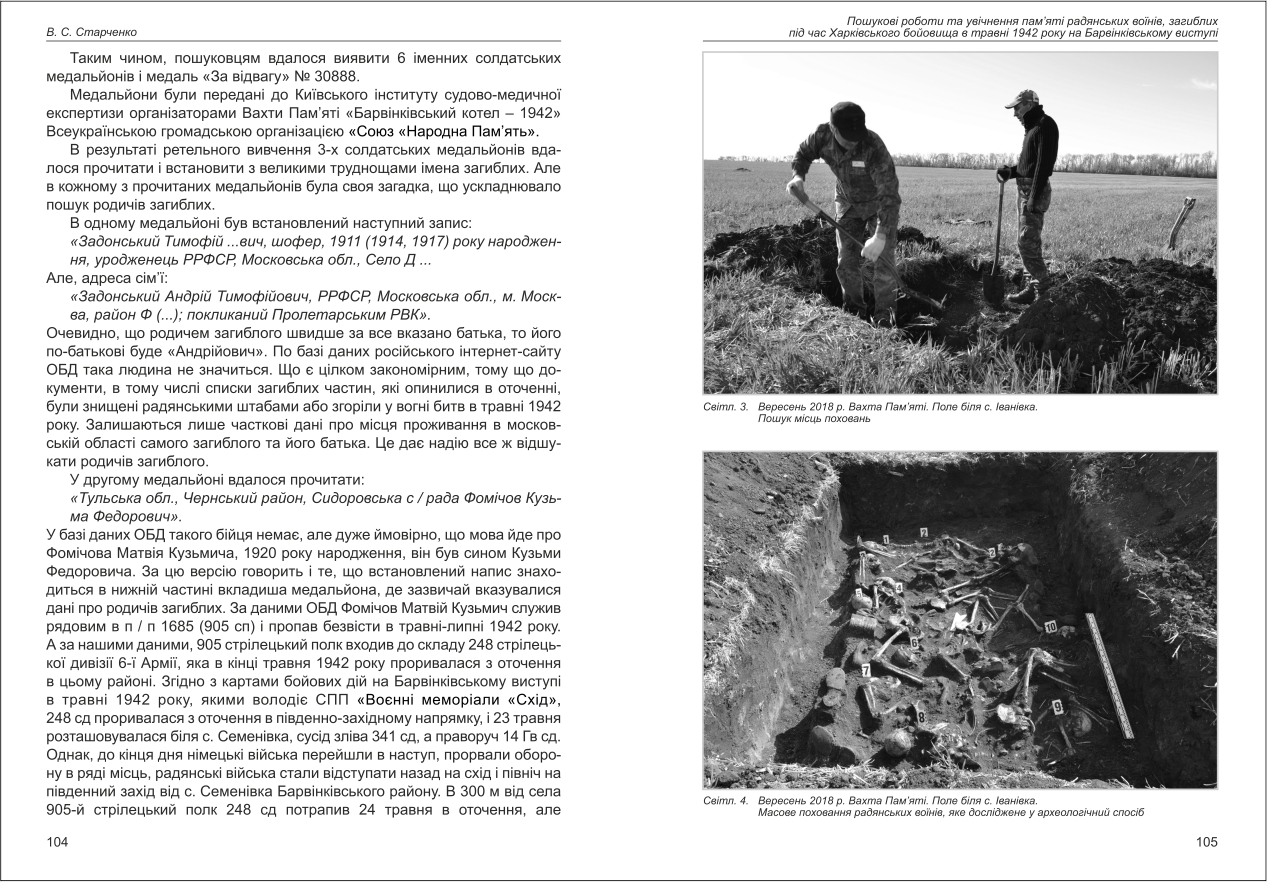 В. С. Старченко
Таким чином, пошуковцям вдалося виявити 6 іменних солдатських
медальйонів і медаль «За відвагу» № 30888.
Медальйони були передані до Київського інституту судово-медичної
експертизи організаторами Вахти Пам’яті «Барвінківський котел – 1942»
Всеукраїнською громадською організацією «Союз «Народна Пам’ять».
В результаті ретельного вивчення 3-х солдатських медальйонів вда-
лося прочитати і встановити з великими труднощами імена загиблих. Але
в кожному з прочитаних медальйонів була своя загадка, що ускладнювало
пошук родичів загиблих.
В одному медальйоні був встановлений наступний запис:
«Задонський Тимофій ...вич, шофер, 1911 (1914, 1917) року народжен-
ня, уродженець РРФСР, Московська обл., Село Д ...
Але, адреса сім’ї:
«Задонський Андрій Тимофійович, РРФСР, Московська обл., м. Моск-
ва, район Ф (...); покликаний Пролетарським РВК».
Очевидно, що родичем загиблого швидше за все вказано батька, то його
по-батькові буде «Андрійович». По базі даних російського інтернет-сайту
ОБД така людина не значиться. Що є цілком закономірним, тому що до-
кументи, в тому числі списки загиблих частин, які опинилися в оточенні,
були знищені радянськими штабами або згоріли у вогні битв в травні 1942
року. Залишаються лише часткові дані про місця проживання в москов-
ській області самого загиблого та його батька. Це дає надію все ж відшу-
кати родичів загиблого.
У другому медальйоні вдалося прочитати:
«Тульська обл., Чернський район, Сидоровська с / рада Фомічов Кузь-
ма Федорович».
У базі даних ОБД такого бійця немає, але дуже ймовірно, що мова йде про
Фомічова Матвія Кузьмича, 1920 року народження, він був сином Кузьми
Федоровича. За цю версію говорить і те, що встановлений напис знахо-
диться в нижній частині вкладиша медальйона, де зазвичай вказувалися
дані про родичів загиблих. За даними ОБД Фомічов Матвій Кузьмич служив
рядовим в п / п 1685 (905 сп) і пропав безвісти в травні-липні 1942 року.
А за нашими даними, 905 стрілецький полк входив до складу 248 стрілець-
кої дивізії 6-ї Армії, яка в кінці травня 1942 року проривалася з оточення
в цьому районі. Згідно з картами бойових дій на Барвінківському виступі
в травні 1942 року, якими володіє СПП «Воєнні меморіали «Схід»,
248 сд проривалася з оточення в південно-західному напрямку, і 23 травня
розташовувалася біля с. Семенівка, сусід зліва 341 сд, а праворуч 14 Гв сд.
Однак, до кінця дня німецькі війська перейшли в наступ, прорвали оборо-
ну в ряді місць, радянські війська стали відступати назад на схід і північ на
південний захід від с. Семенівка Барвінківського району. В 300 м від села
905-й стрілецький полк 248 сд потрапив 24 травня в оточення, але
104
Пошукові роботи та увічнення пам’яті радянських воїнів, загиблих
під час Харківського бойовища в травні 1942 року на Барвінківському виступі
Світл. 3. Вересень 2018 р. Вахта Пам’яті. Поле біля с. Іванівка.
Пошук місць поховань
1
2
2
3
4
6
10
7
9
8
Світл. 4. Вересень 2018 р. Вахта Пам’яті. Поле біля с. Іванівка.
Масове поховання радянських воїнів, яке досліджене у археологічний спосіб
105